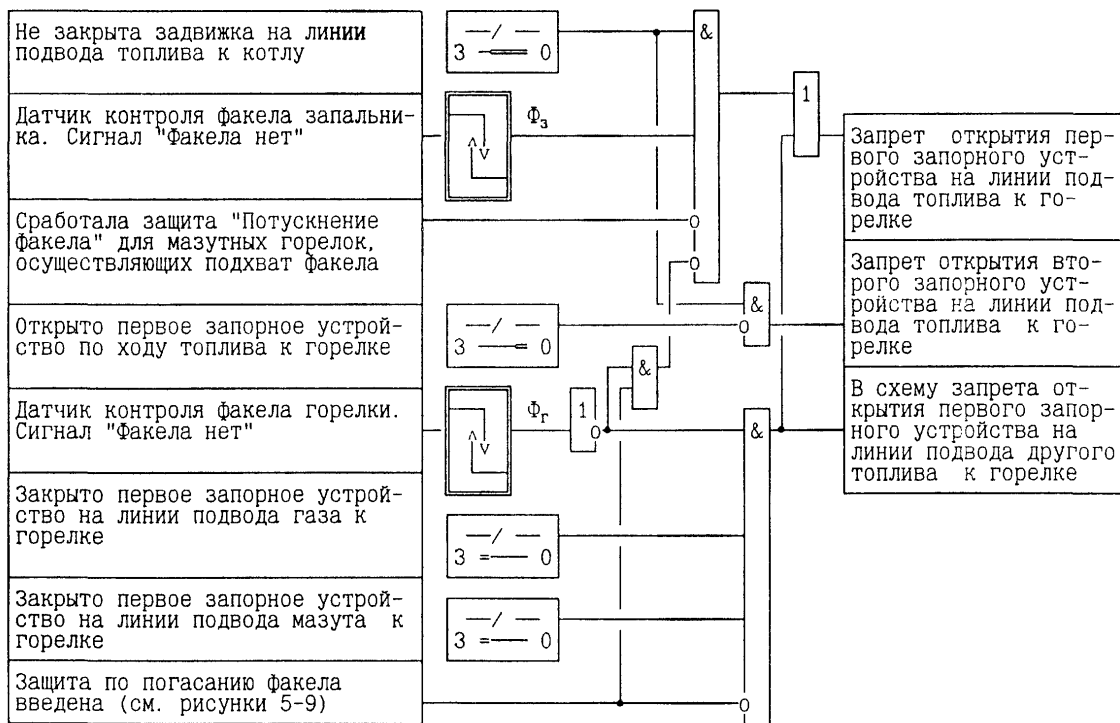 Не закрыта задвижка на линии
подвода топлива к котлу
—/ —
З 0
&
1
Датчик контроля факела запальни-
ка. Сигнал "Факела нет"
Фз
Запрет открытия пер-
вого запорного уст-
ройства на линии под-
вода топлива к го-
релке
Сработала защита "Потускнение
факела" для мазутных горелок,
осуществляющих подхват факела
0
0
Запрет открытия вто-
рого запорного уст-
ройства на линии под-
вода топлива к го-
релке
Открыто первое запорное устрой-
ство по ходу топлива к горелке
—/ —
З 0
&
0
&
Датчик контроля факела горелки.
Сигнал "Факела нет"
Фг
1
0
&
В схему запрета от-
крытия первого запор-
ного устройства на
линии подвода другого
топлива к горелке
Закрыто первое запорное устрой-
ство на линии подвода газа к
горелке
—/ —
З 0
Закрыто первое запорное устрой-
ство на линии подвода мазута к
горелке
—/ —
З 0
Защита по погасанию факела
введена (см. рисунки 5-9)
0